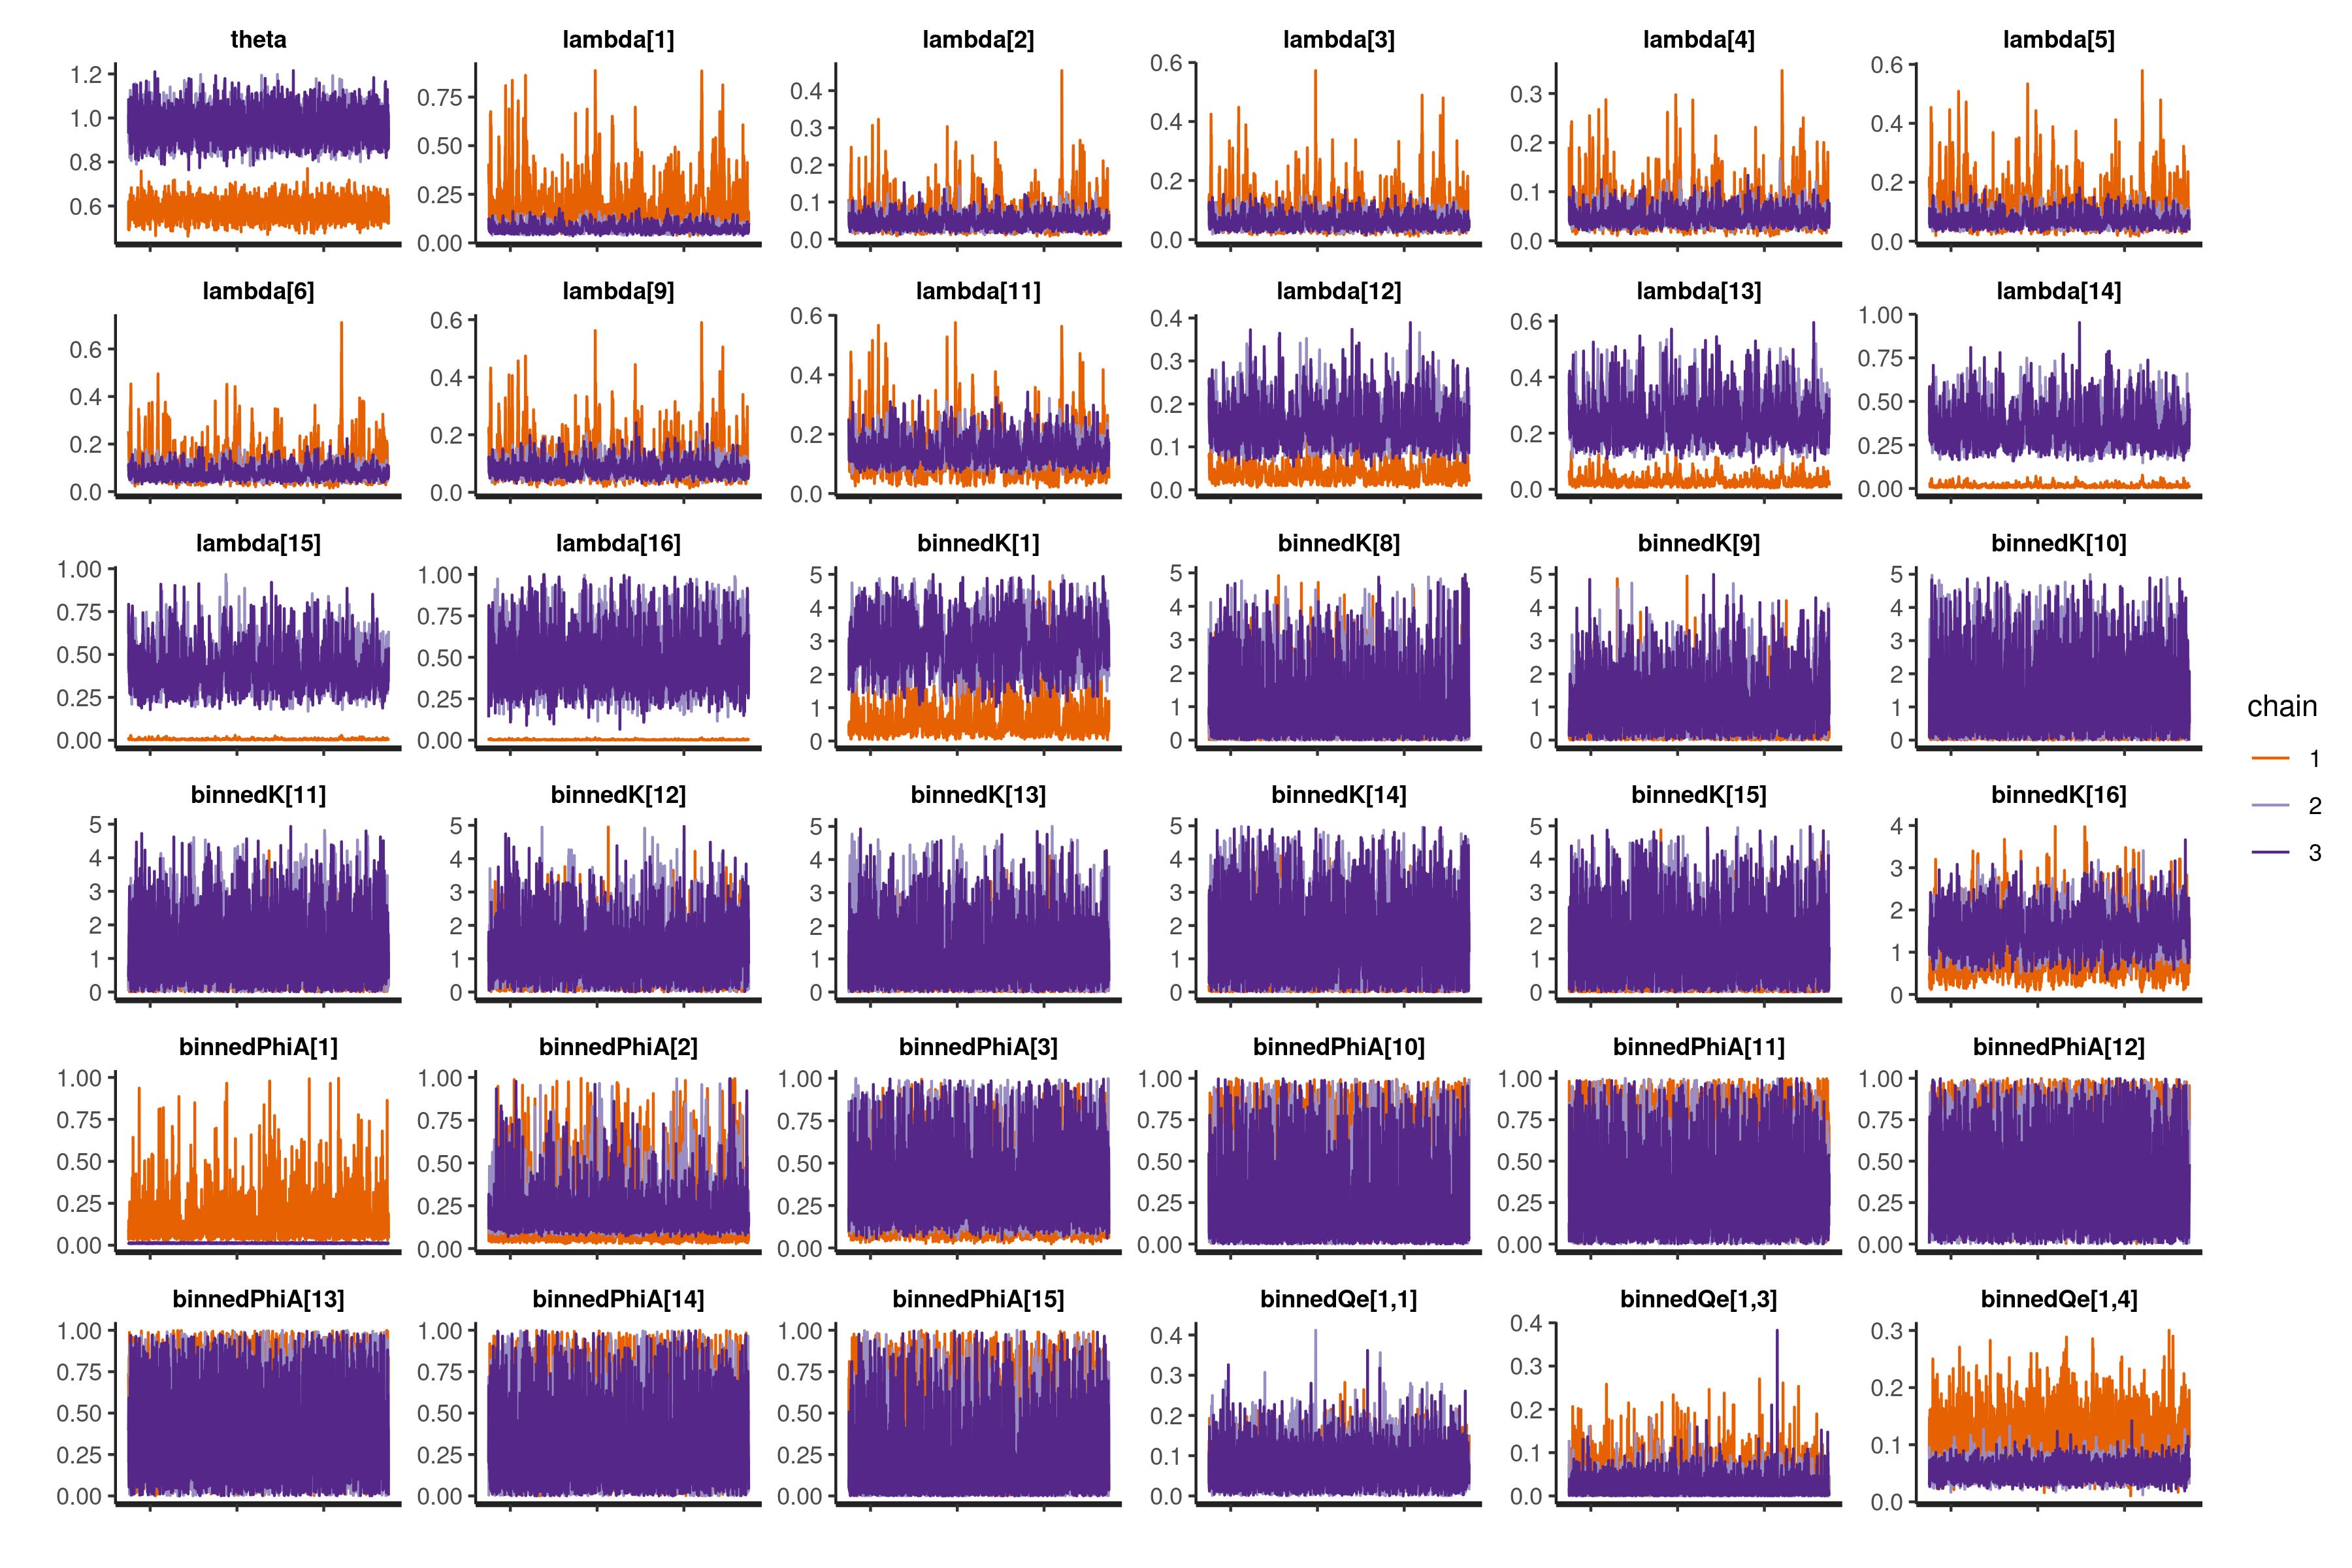 theta lambda[1] lambda[2] lambda[3] lambda[4] lambda[5]
1.2 1.0 0.8 0.6
0.75 0.50 0.25 0.00
0.4 0.3 0.2 0.1 0.0
0.6 0.4 0.2 0.0
0.3 0.2 0.1 0.0
0.6 0.4 0.2 0.0
lambda[6] lambda[9] lambda[11] lambda[12] lambda[13] lambda[14]
0.6 0.4 0.2 0.0
0.6 0.4 0.2 0.0
0.6 0.4 0.2 0.0
0.4 0.3 0.2 0.1 0.0
0.6 0.4 0.2 0.0
1.00 0.75 0.50 0.25 0.00
lambda[15] lambda[16] binnedK[1] binnedK[8] binnedK[9] binnedK[10]
1.00 0.75 0.50 0.25 0.00
1.00 0.75 0.50 0.25 0.00
5 4 3 2 1 0
5 4 3 2 1 0
5 4 3 2 1 0
5 4 3 2 1 0
binnedK[11] binnedK[12] binnedK[13] binnedK[14] binnedK[15] binnedK[16]
5 4 3 2 1 0
5 4 3 2 1 0
5 4 3 2 1 0
5 4 3 2 1 0
5 4 3 2 1 0
4 3 2 1 0
binnedPhiA[1] binnedPhiA[2] binnedPhiA[3] binnedPhiA[10] binnedPhiA[11] binnedPhiA[12]
1.00 0.75 0.50 0.25 0.00
1.00 0.75 0.50 0.25 0.00
1.00 0.75 0.50 0.25 0.00
1.00 0.75 0.50 0.25 0.00
1.00 0.75 0.50 0.25 0.00
1.00 0.75 0.50 0.25 0.00
binnedPhiA[13] binnedPhiA[14] binnedPhiA[15] binnedQe[1,1] binnedQe[1,3] binnedQe[1,4]
1.00 0.75 0.50 0.25 0.00
1.00 0.75 0.50 0.25 0.00
1.00 0.75 0.50 0.25 0.00
0.4 0.3 0.2 0.1 0.0
0.4 0.3 0.2 0.1 0.0
0.3 0.2 0.1 0.0
chain
1
2
3